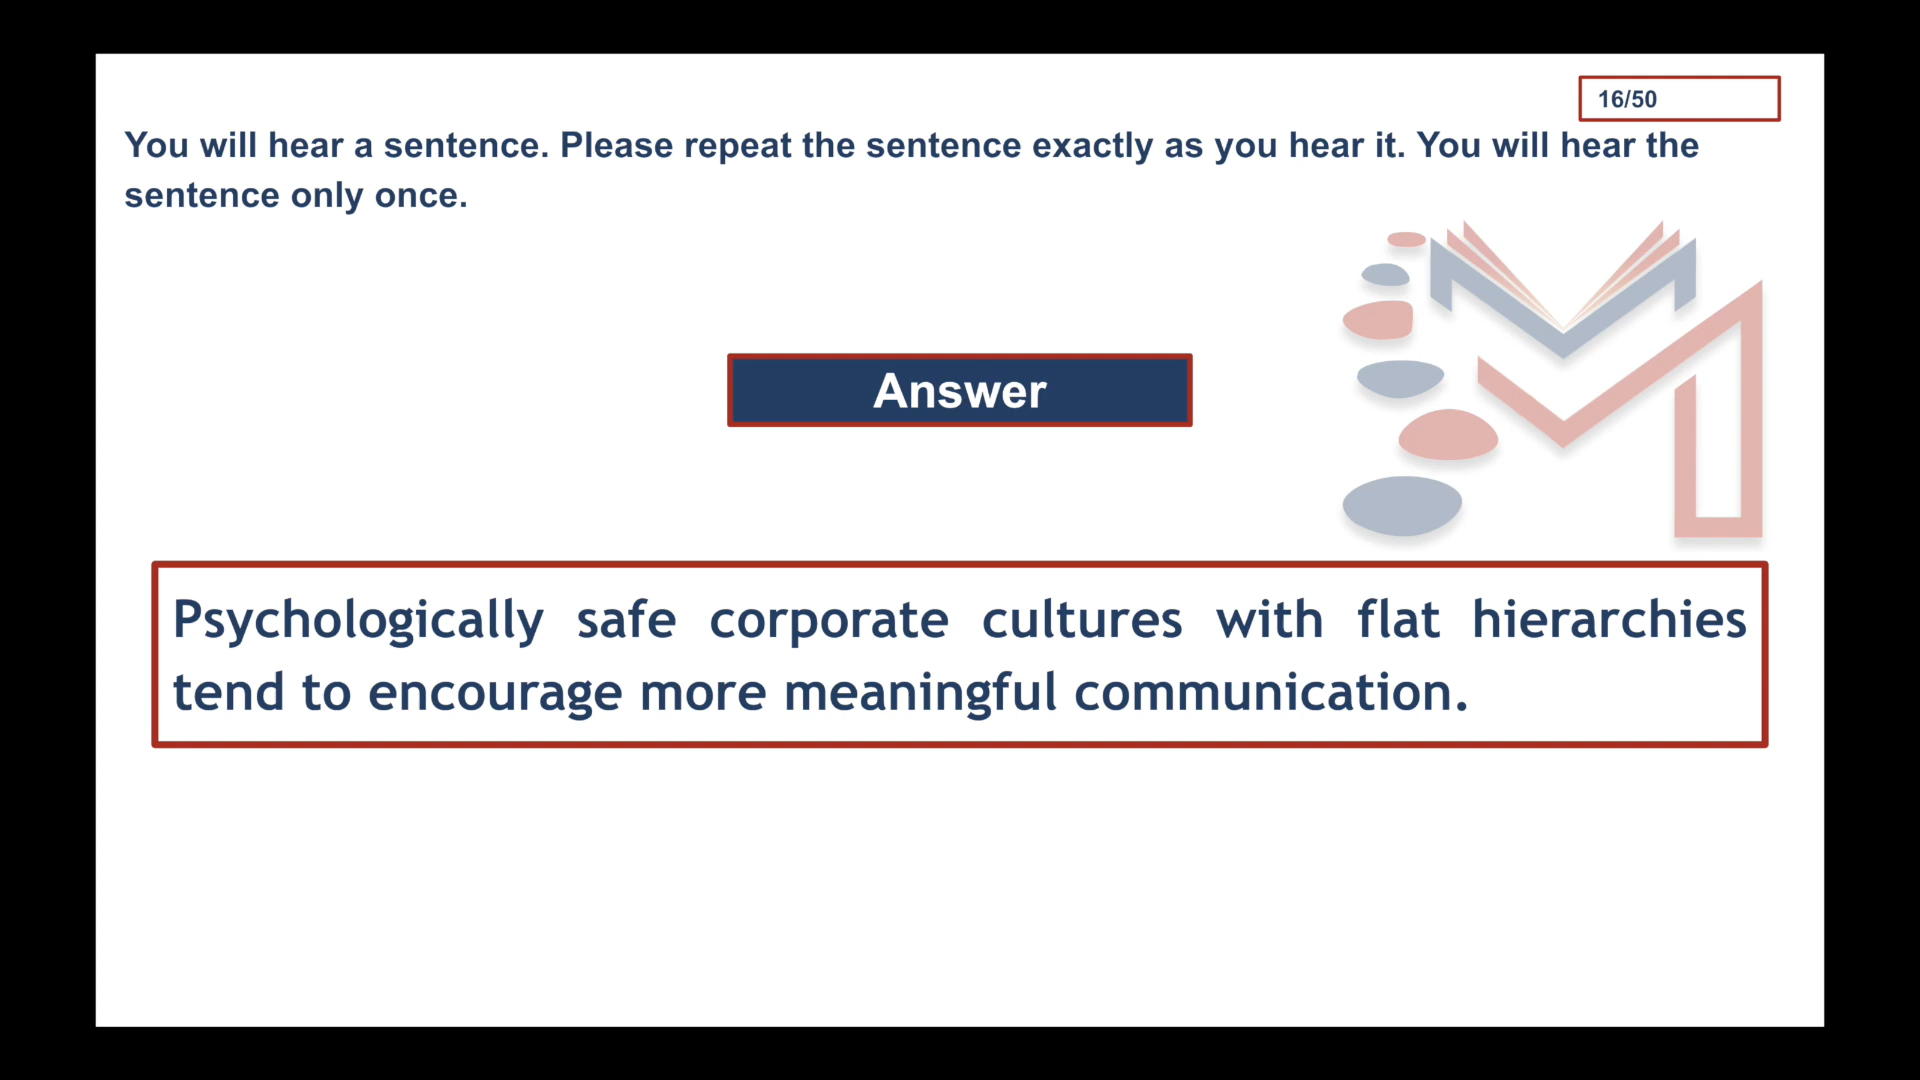 16/50
You will hear a sentence. Please repeat the sentence exactly as you hear it. You will hear the
sentence only once.
Answer
Psychologically safe corporate cultures with flat hierarchies
tend to encourage more meaningful communication.